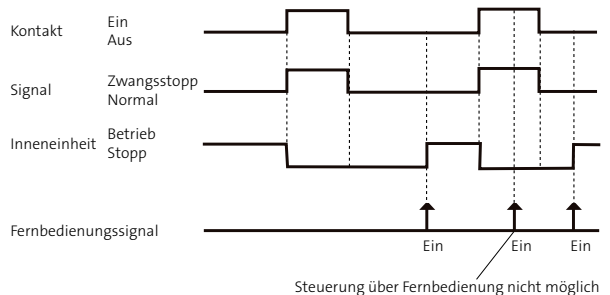 Kontakt
Ein
Aus
Signal
Zwangsstopp
Normal
Inneneinheit
Betrieb
Stopp
Fernbedienungssignal
Ein
Ein
Ein
Steuerung über Fernbedienung nicht möglich